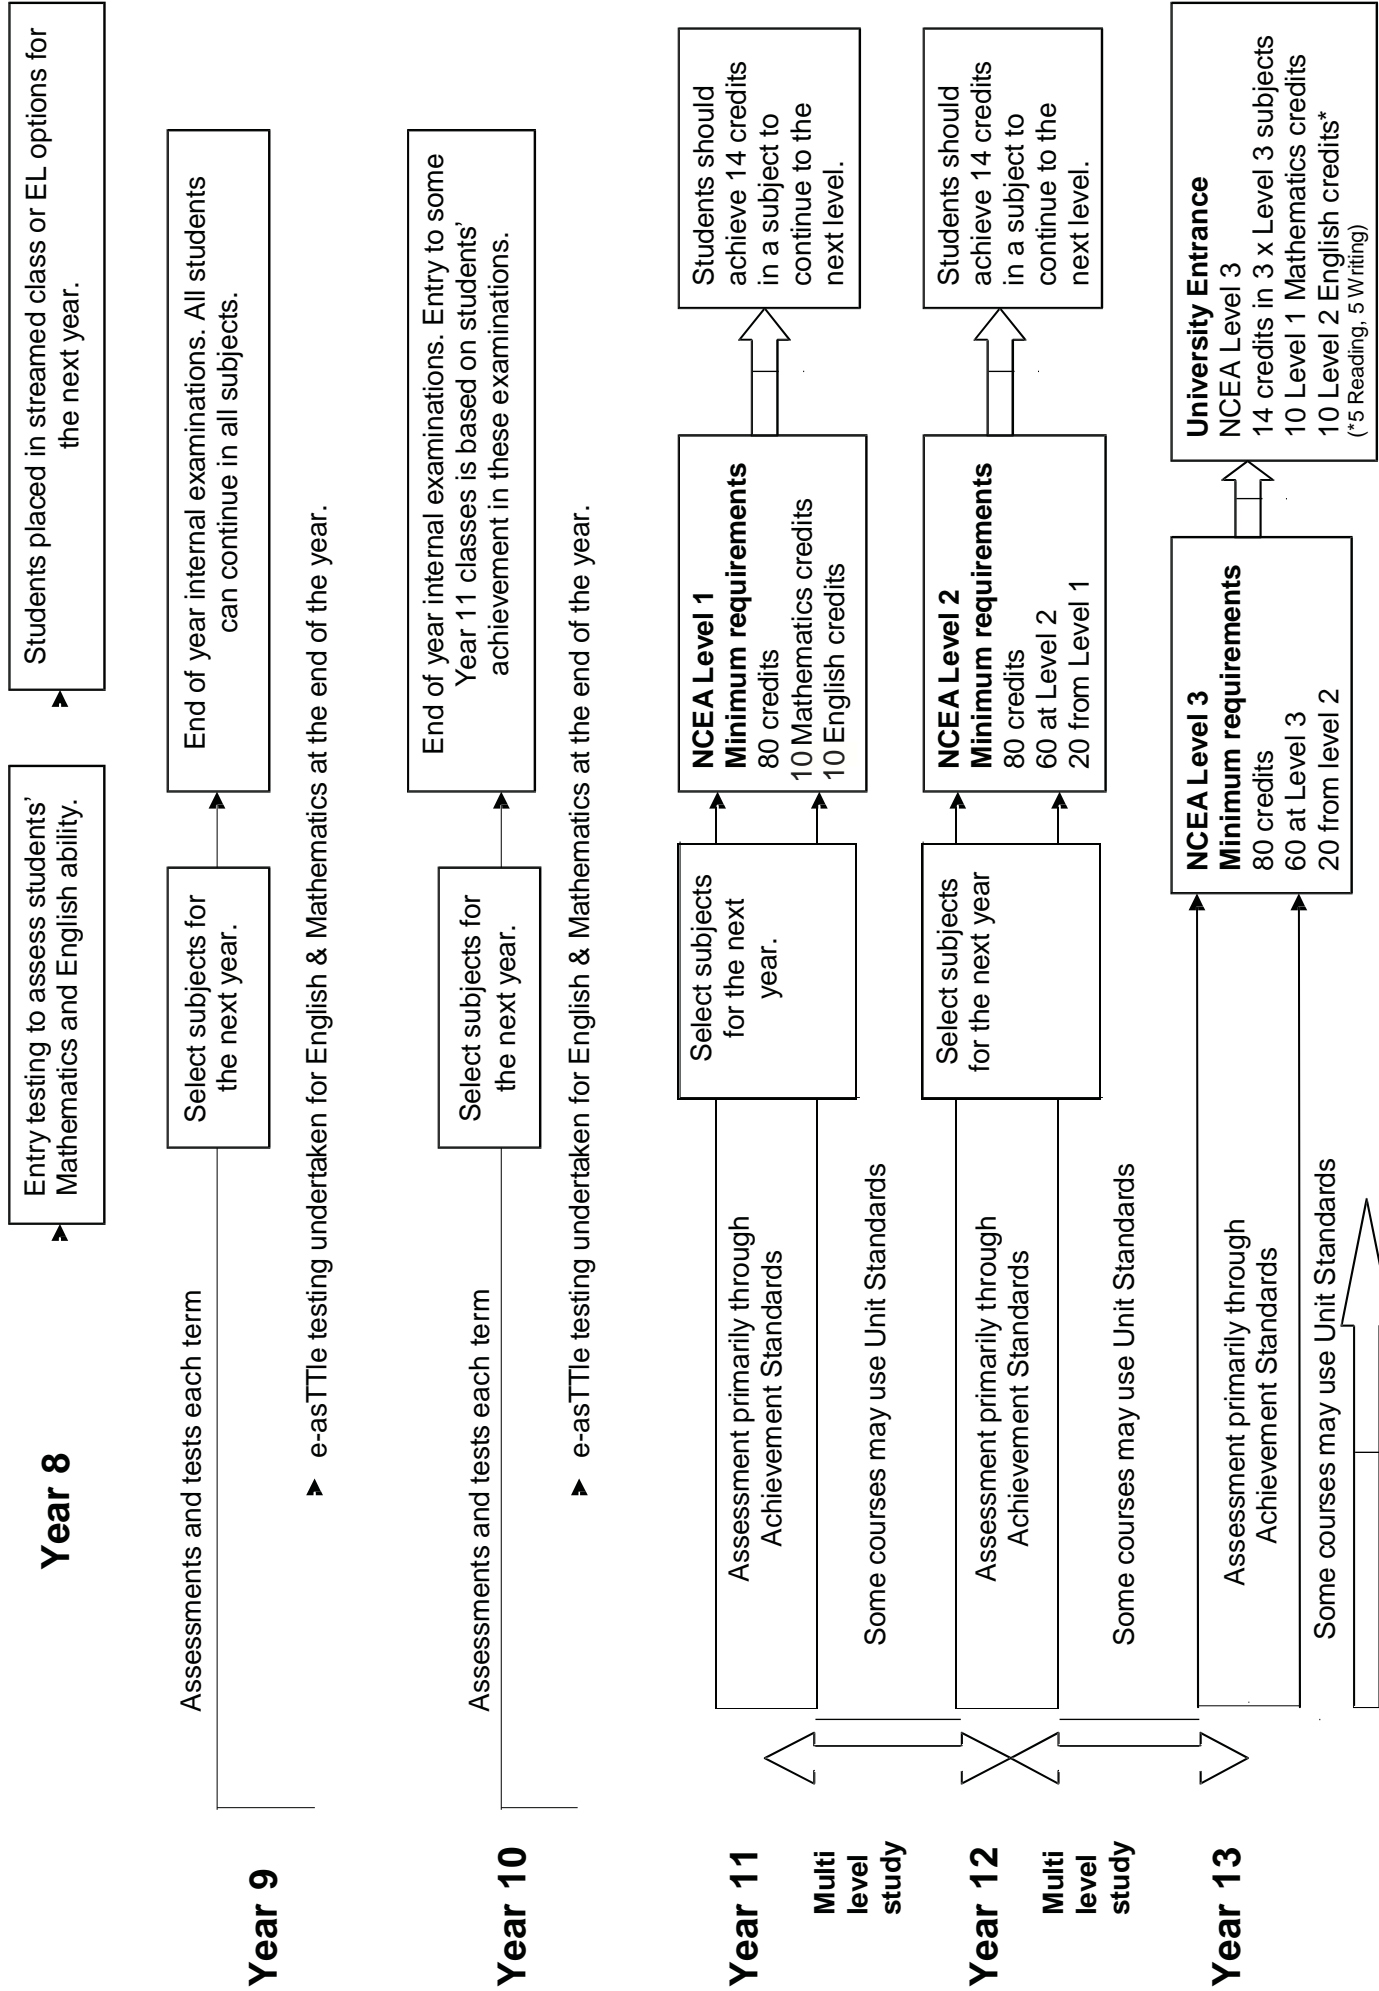 Year 8
Entry testing to assess students’
Mathematics and English ability.
Students placed in streamed class or EL options for
the next year.
Year 9
Assessments and tests each term
Select subjects for
the next year.
End of year internal examinations. All students
can continue in all subjects.
e-asTTle testing undertaken for English & Mathematics at the end of the year.
Year 10
Assessments and tests each term
Select subjects for
the next year.
End of year internal examinations. Entry to some
Year 11 classes is based on students’
achievement in these examinations.
e-asTTle testing undertaken for English & Mathematics at the end of the year.
Year 11
Assessment primarily through
Achievement Standards
Some courses may use Unit Standards
Select subjects
for the next
year.
NCEA Level 1
Minimum requirements
80 credits
10 Mathematics credits
10 English credits
Students should
achieve 14 credits
in a subject to
continue to the
next level.
Multi
level
study
Year 12
Assessment primarily through
Achievement Standards
Some courses may use Unit Standards
Select subjects
for the next year
NCEA Level 2
Minimum requirements
80 credits
60 at Level 2
20 from Level 1
Students should
achieve 14 credits
in a subject to
continue to the
next level.
Multi
level
study
Year 13
Assessment primarily through
Achievement Standards
Some courses may use Unit Standards
NCEA Level 3
Minimum requirements
80 credits
60 at Level 3
20 from level 2
University Entrance
NCEA Level 3
14 credits in 3 x Level 3 subjects
10 Level 1 Mathematics credits
10 Level 2 English credits*
(*5 Reading, 5 Writing)